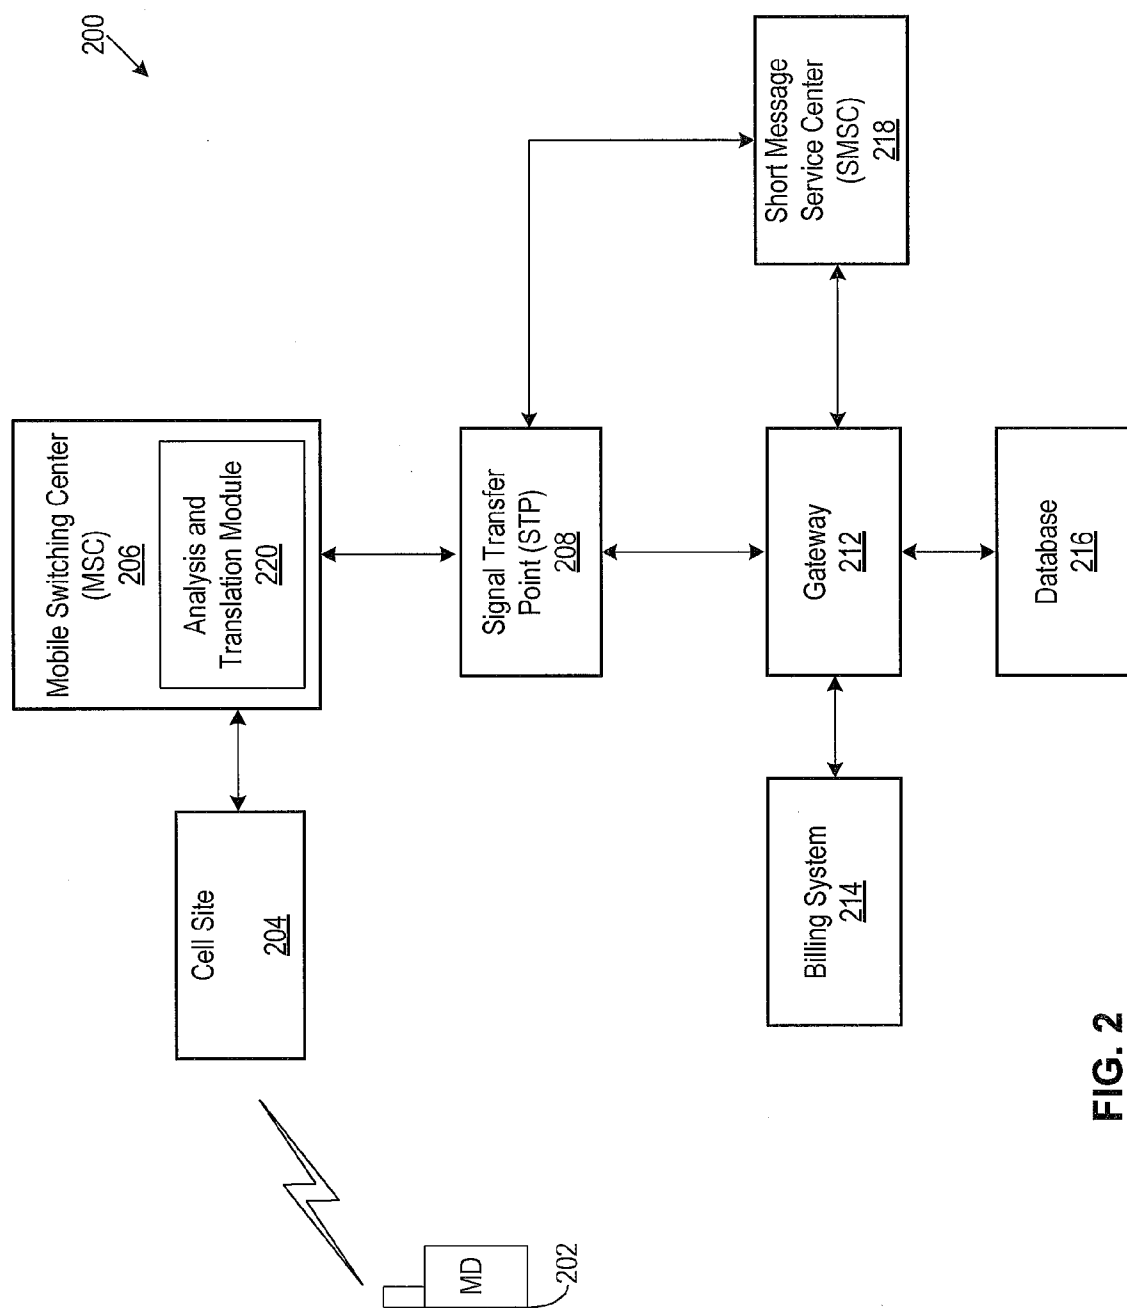 200
Mobile Switching Center
(MSC)
206
Analysis and
Translation Module
220
Cell Site
204
MD
202
Signal Transfer
Point (STP)
208
Short Message
Service Center
(SMSC)
218
Gateway
212
Billing System
214
Database
216
FIG. 2